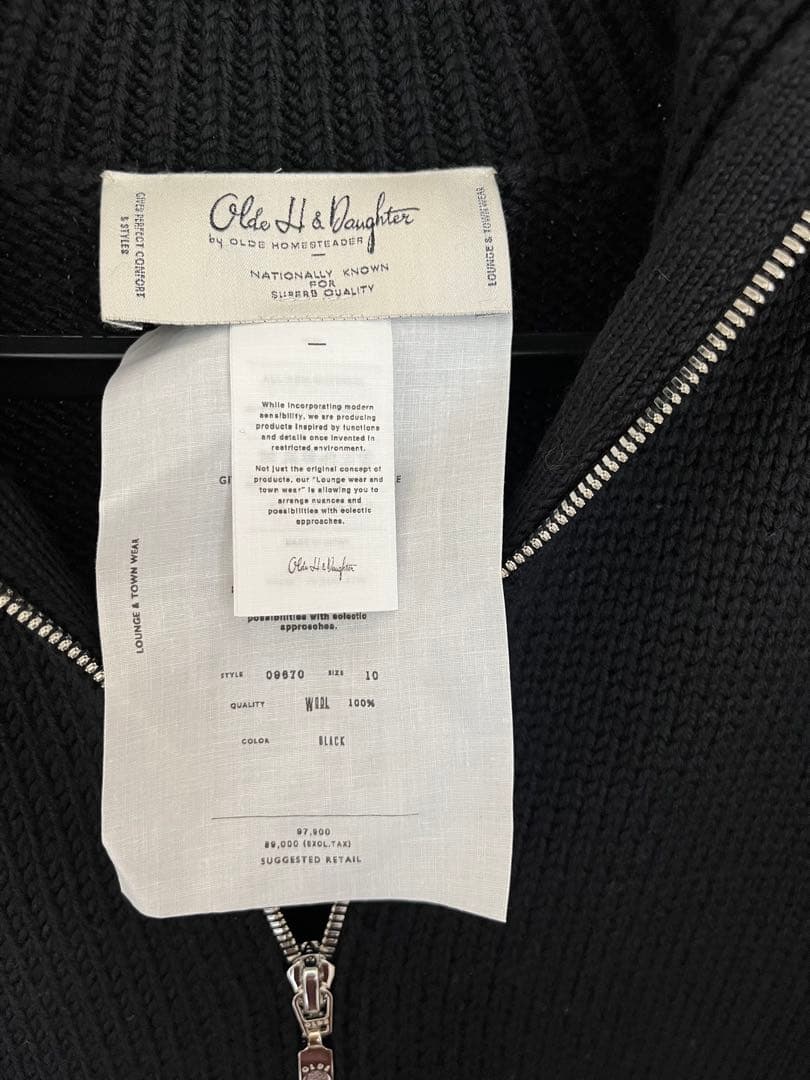 Olde H & Daughter
by OLDE HOMESTEADER
NATIONALLY KNOWN
FOR
SUPERB QUALITY
GIVES PERFECT COMFORT
& STYLES
LOUNGE & TOWN WEAR
While incorporating modern
sensibility, we are producing
products inspired by functions
and details once invented in
restricted environment.
Not just the original concept of
products, our "Lounge wear and
town wear" is allowing you to
arrange nuances and
possibilities with eclectic
approaches.
Olde H & Daughter
LOUNGE & TOWN WEAR
possibilities with eclectic
approaches.
STYLE 09670 SIZE 10
QUALITY WOOL 100%
COLOR BLACK
97,900
89,000 (EXCL.TAX)
SUGGESTED RETAIL